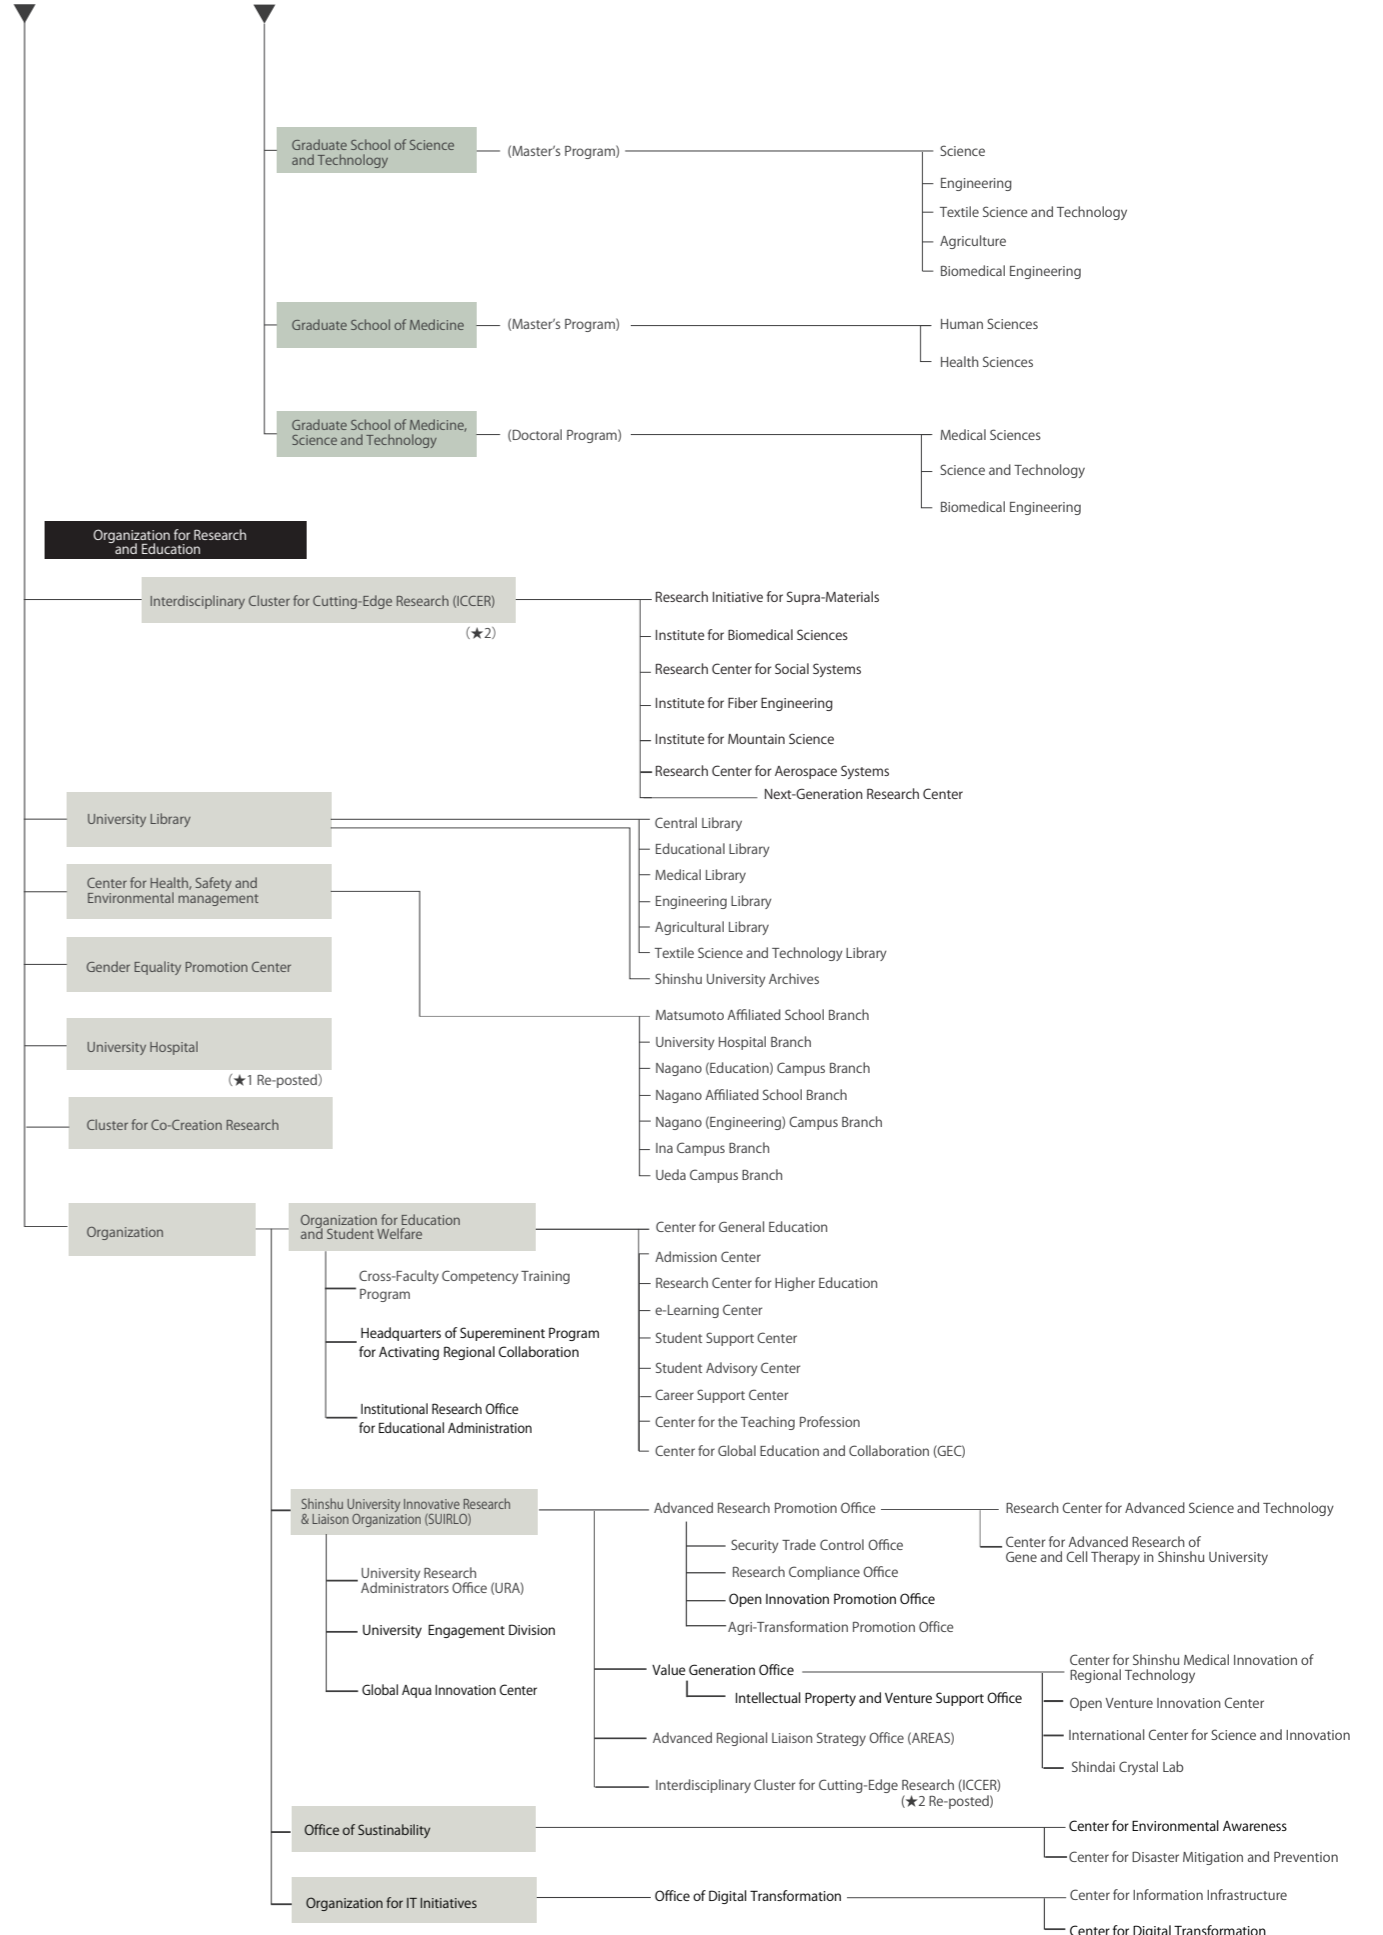 Graduate School of Science
and Technology
(Master's Program)
Science
Engineering
Textile Science and Technology
Agriculture
Biomedical Engineering
Graduate School of Medicine
(Master's Program)
Human Sciences
Health Sciences
Graduate School of Medicine,
Science and Technology
(Doctoral Program)
Medical Sciences
Science and Technology
Biomedical Engineering
Organization for Research
and Education
Interdisciplinary Cluster for Cutting-Edge Research (ICCER)
(★2)
Research Initiative for Supra-Materials
Institute for Biomedical Sciences
Research Center for Social Systems
Institute for Fiber Engineering
Institute for Mountain Science
Research Center for Aerospace Systems
Next-Generation Research Center
University Library
Central Library
Educational Library
Medical Library
Engineering Library
Agricultural Library
Textile Science and Technology Library
Shinshu University Archives
Center for Health, Safety and
Environmental management
Matsumoto Affiliated School Branch
University Hospital Branch
Nagano (Education) Campus Branch
Nagano Affiliated School Branch
Nagano (Engineering) Campus Branch
Ina Campus Branch
Ueda Campus Branch
Gender Equality Promotion Center
University Hospital
(★1 Re-posted)
Cluster for Co-Creation Research
Organization
Organization for Education
and Student Welfare
Cross-Faculty Competency Training
Program
Headquarters of Supereminent Program
for Activating Regional Collaboration
Institutional Research Office
for Educational Administration
Center for General Education
Admission Center
Research Center for Higher Education
e-Learning Center
Student Support Center
Student Advisory Center
Career Support Center
Center for the Teaching Profession
Center for Global Education and Collaboration (GEC)
Shinshu University Innovative Research
& Liaison Organization (SUIRLO)
University Research
Administrators Office (URA)
University Engagement Division
Global Aqua Innovation Center
Advanced Research Promotion Office
Research Center for Advanced Science and Technology
Center for Advanced Research of
Gene and Cell Therapy in Shinshu University
Security Trade Control Office
Research Compliance Office
Open Innovation Promotion Office
Agri-Transformation Promotion Office
Value Generation Office
Intellectual Property and Venture Support Office
Center for Shinshu Medical Innovation of
Regional Technology
Open Venture Innovation Center
International Center for Science and Innovation
Shindai Crystal Lab
Advanced Regional Liaison Strategy Office (AREAS)
Interdisciplinary Cluster for Cutting-Edge Research (ICCER)
(★2 Re-posted)
Office of Sustinability
Center for Environmental Awareness
Center for Disaster Mitigation and Prevention
Organization for IT Initiatives
Office of Digital Transformation
Center for Information Infrastructure
Center for Digital Transformation